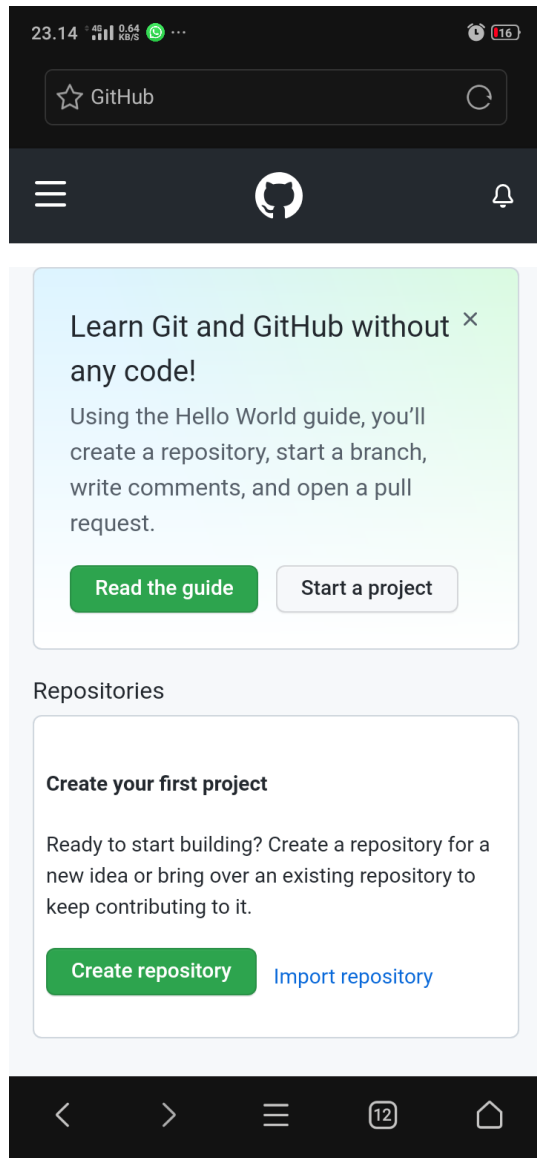 23.14 4G 0.64 KB/S ... 16
GitHub
Learn Git and GitHub without
any code!
Using the Hello World guide, you'll
create a repository, start a branch,
write comments, and open a pull
request.
Read the guide Start a project
Repositories
Create your first project
Ready to start building? Create a repository for a
new idea or bring over an existing repository to
keep contributing to it.
Create repository Import repository
12